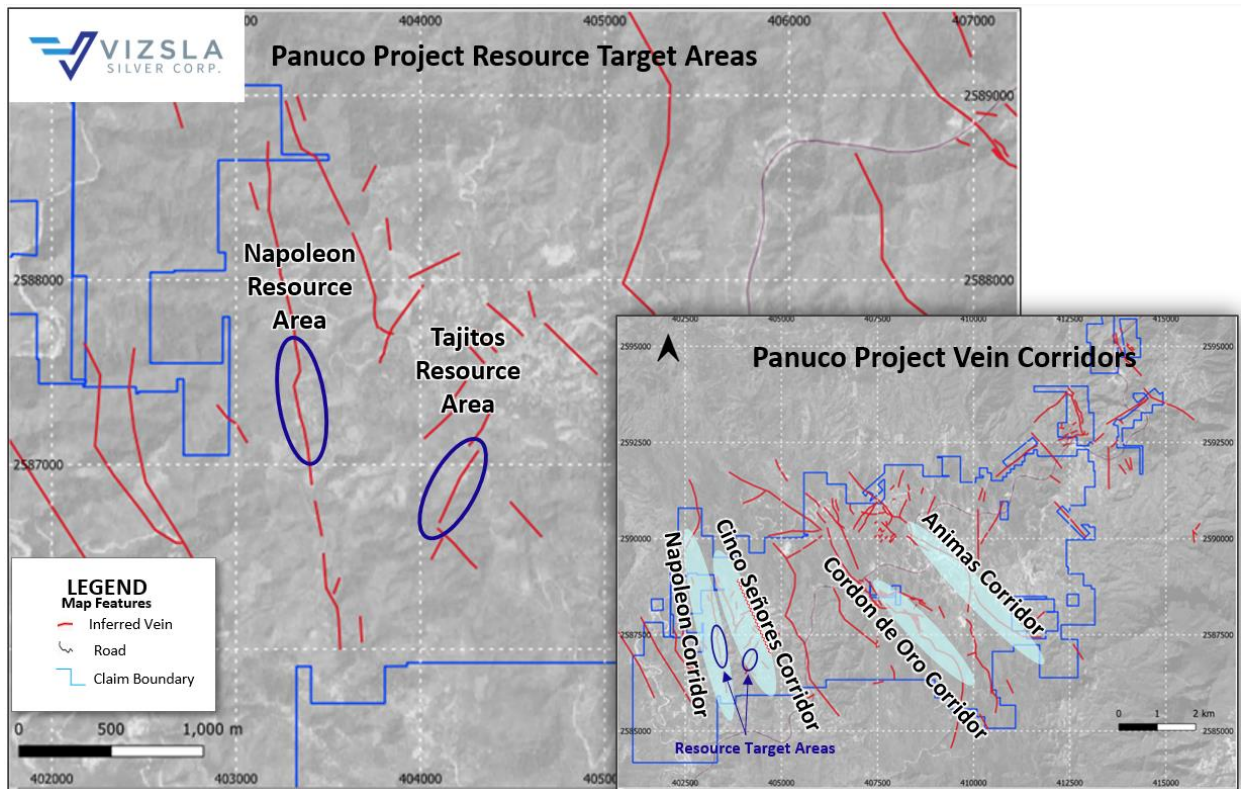 VIZSLA
SILVER CORP.
Panuco Project Resource Target Areas
403000
404000
405000
406000
407000
2589000
2589000
2588000
2588000
2587000
Napoleon
Resource
Area
Tajitos
Resource
Area
LEGEND
Map Features
Inferred Vein
Road
Claim Boundary
0 500 1,000 m
402000
403000
404000
Panuco Project Vein Corridors
402500
405000
407500
410000
412500
415000
2595000
2595000
2592500
2592500
2590000
2590000
2587500
2587500
2585000
2585000
Napoleon Corridor
Cinco Señores Corridor
Cordon de Oro Corridor
Animas Corridor
Resource Target Areas
0 1 2 km
402500
405000
407500
410000
412500
415000